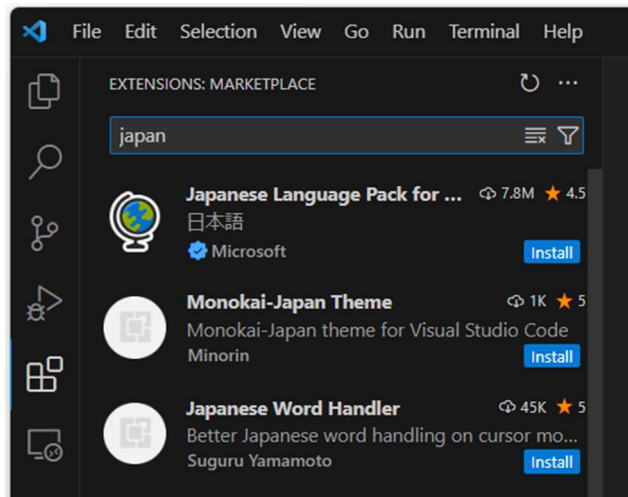 File Edit Selection View Go Run Terminal Help
EXTENSIONS: MARKETPLACE
japan
Japanese Language Pack for ... 7.8M 4.5
日本語
Microsoft Install
Monokai-Japan Theme 1K 5
Monokai-Japan theme for Visual Studio Code
Minorin Install
Japanese Word Handler 45K 5
Better Japanese word handling on cursor mo...
Suguru Yamamoto Install